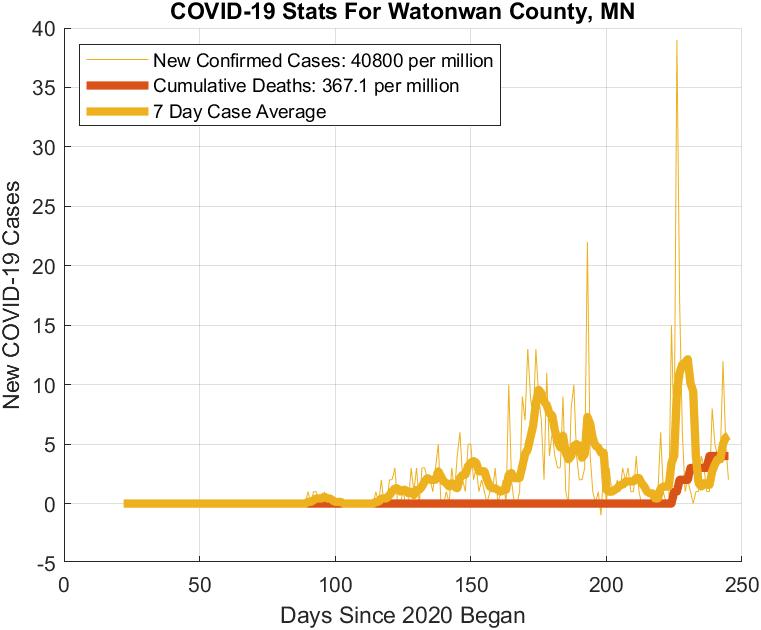 COVID-19 Stats For Watonwan County, MN
New Confirmed Cases: 40800 per million
Cumulative Deaths: 367.1 per million
7 Day Case Average
New COVID-19 Cases
40
35
30
25
20
15
10
5
0
-5
0 50 100 150 200 250
Days Since 2020 Began